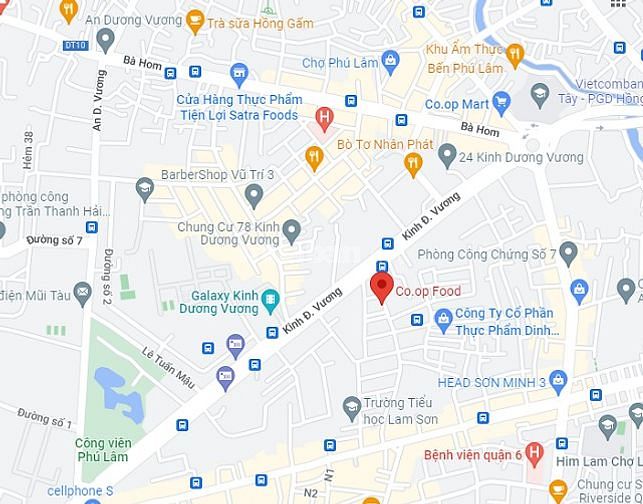 An Dương Vương
Trà sữa Hồng Gấm
DT10
Bà Hom
Chợ Phú Lâm
Khu Ẩm Thực
Bến Phú Lâm
Cửa Hàng Thực Phẩm
Tiện Lợi Satra Foods
Co.op Mart
Vietcomban
Tây - PGD Hồng
Bà Hom
An D. Vương
Hẻm 38
Bò Tơ Nhân Phát
24 Kinh Dương Vương
BarberShop Vũ Trí 3
phòng công
g Trần Thanh Hải...
Đường số 7
Chung Cư 78 Kinh
Dương Vương
Kinh Đ. Vương
Phòng Công Chứng Số 7
Đường số 2
điện Mũi Tàu
Galaxy Kinh
Dương Vương
Kinh Đ. Vương
Co.op Food
Công Ty Cổ Phần
Thực Phẩm Dinh...
Lê Tuấn Mậu
HEAD SƠN MINH 3
Đường số 1
Trường Tiểu
học Lam Sơn
Công viên
Phú Lâm
Bệnh viện quận 6
Him Lam Chợ L
cellphone S
N1
N2
Chung cư
Riverside